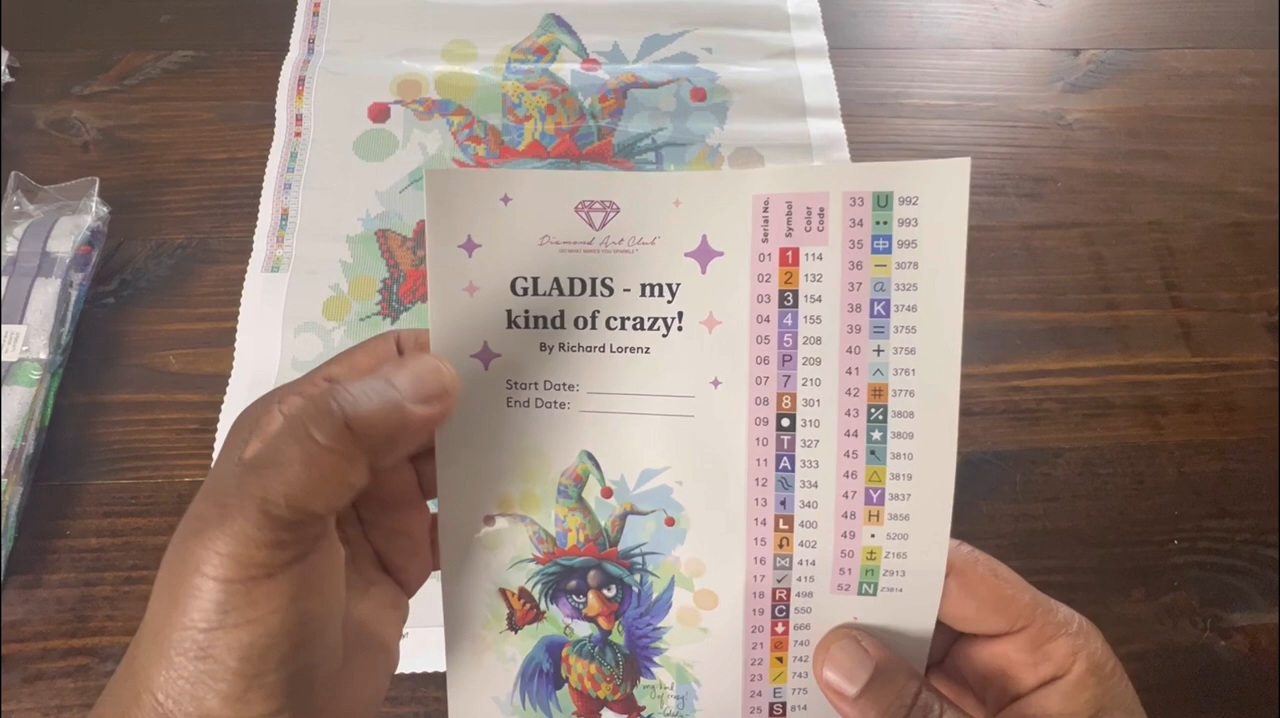 Diamond Art Club
GLADIS - my
kind of crazy!
By Richard Lorenz
Start Date:
End Date:
my kind
of crazy!
Serial No. Symbol Color Code
01 1 114
02 2 132
03 3 154
04 4 155
05 5 208
06 P 209
07 7 210
08 8 301
09 ● 310
10 T 327
11 A 333
12 334
13 340
14 L 400
15 402
16 ⋈ 414
17 ✓ 415
18 R 498
19 C 550
20 666
21 e 740
22 742
23 / 743
24 E 775
25 S 814
33 U 992
34 •• 993
35 中 995
36 – 3078
37 a 3325
38 K 3746
39 = 3755
40 + 3756
41 ^ 3761
42 # 3776
43 ٪ 3808
44 ★ 3809
45 3810
46 △ 3819
47 Y 3837
48 H 3856
49 ▪ 5200
50 ⚓ Z165
51 n Z913
52 N Z3814